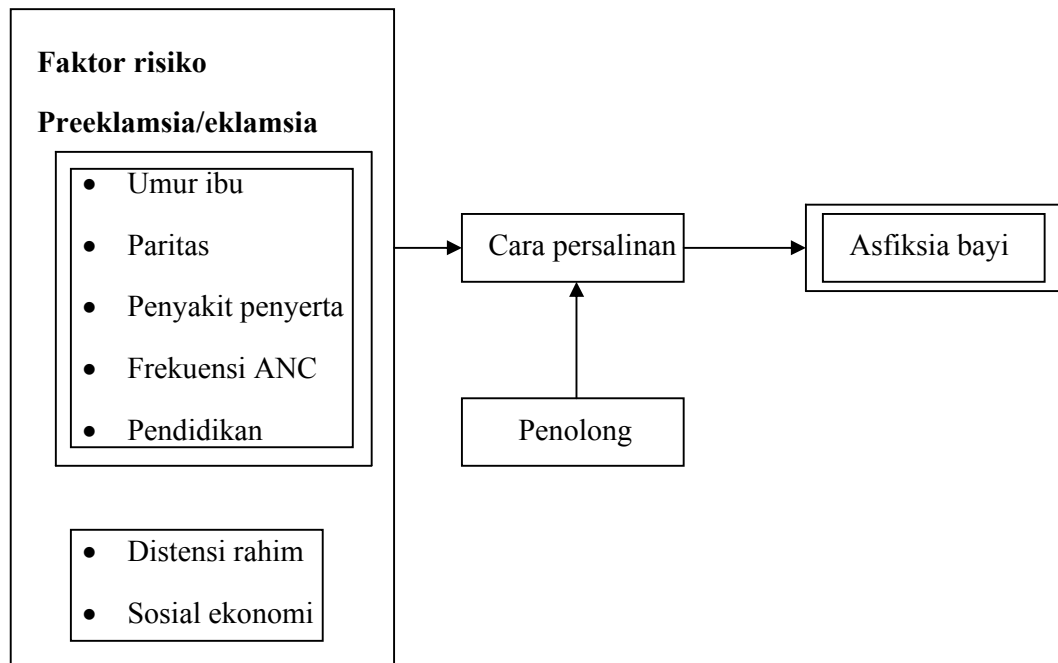 Faktor risiko
Preeklamsia/eklamsia
• Umur ibu
• Paritas
• Penyakit penyerta
• Frekuensi ANC
• Pendidikan
• Distensi rahim
• Sosial ekonomi
Cara persalinan
Penolong
Asfiksia bayi